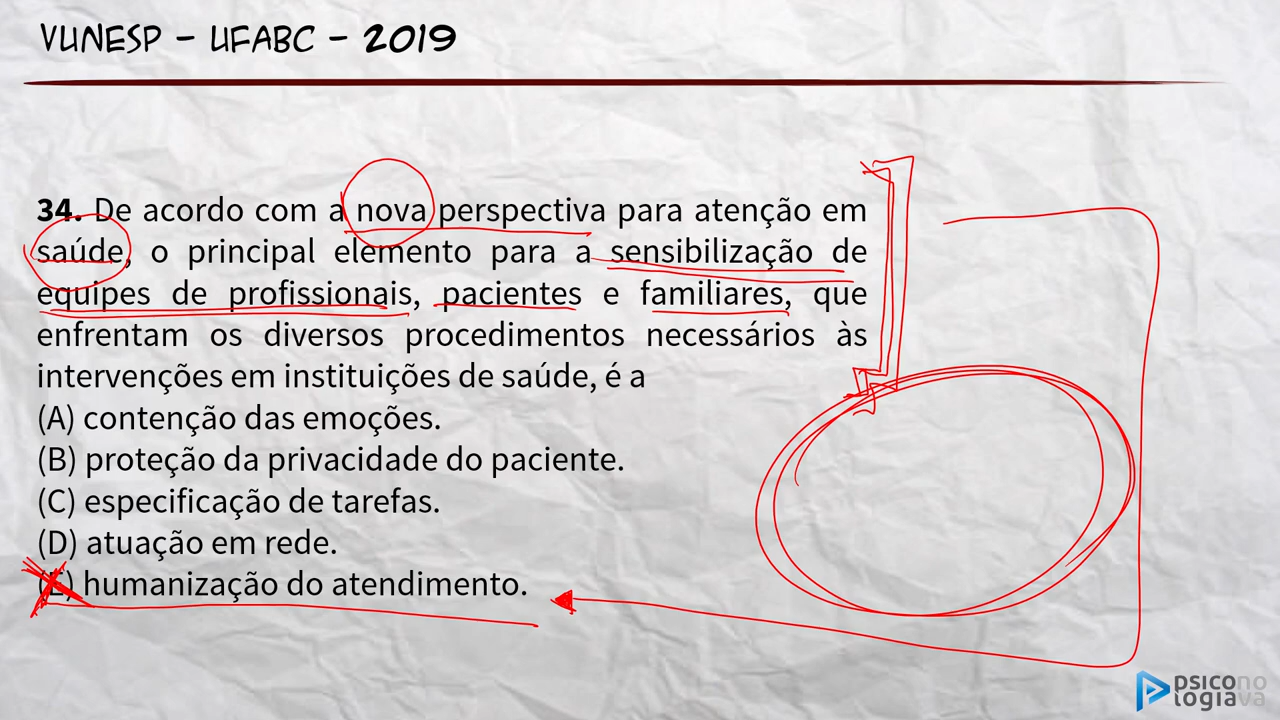 VUNESP - UFABC - 2019
34. De acordo com a nova perspectiva para atenção em
saúde, o principal elemento para a sensibilização de
equipes de profissionais, pacientes e familiares, que
enfrentam os diversos procedimentos necessários às
intervenções em instituições de saúde, é a
(A) contenção das emoções.
(B) proteção da privacidade do paciente.
(C) especificação de tarefas.
(D) atuação em rede.
(E) humanização do atendimento.
psicono
logiava